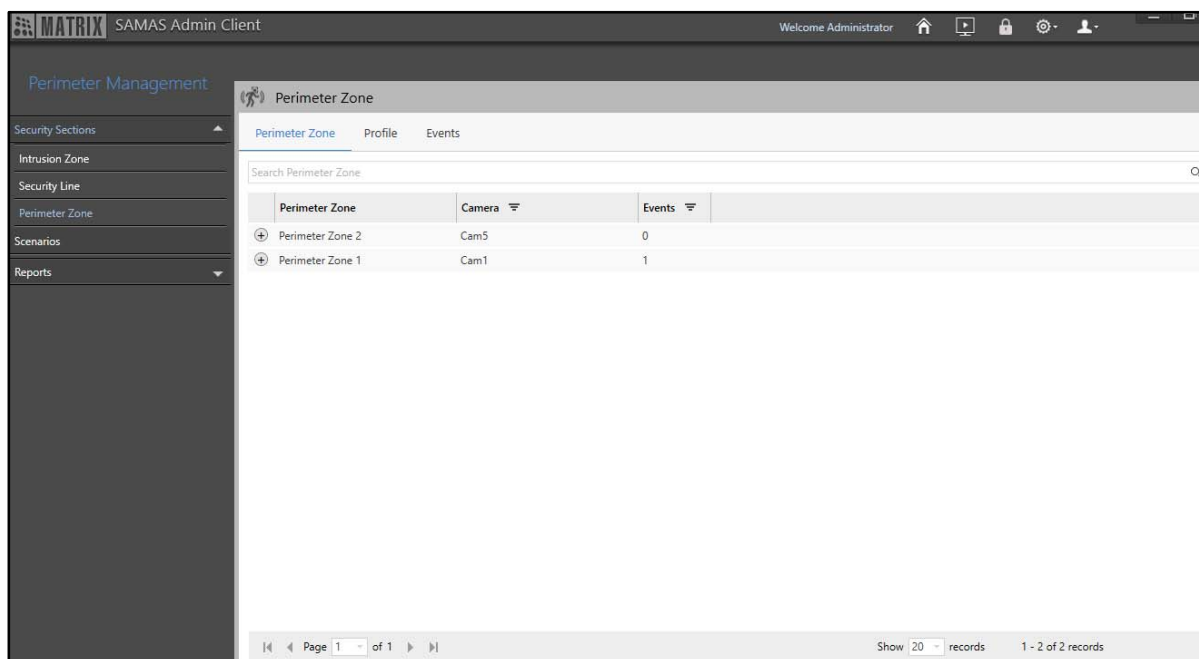 MATRIX SAMAS Admin Client Welcome Administrator
Perimeter Management
Perimeter Zone
Security Sections
Perimeter Zone Profile Events
Intrusion Zone
Search Perimeter Zone
Security Line
Perimeter Zone Camera Events
Perimeter Zone
Perimeter Zone 2 Cam5 0
Scenarios
Perimeter Zone 1 Cam1 1
Reports
Page 1 of 1 Show 20 records 1 - 2 of 2 records